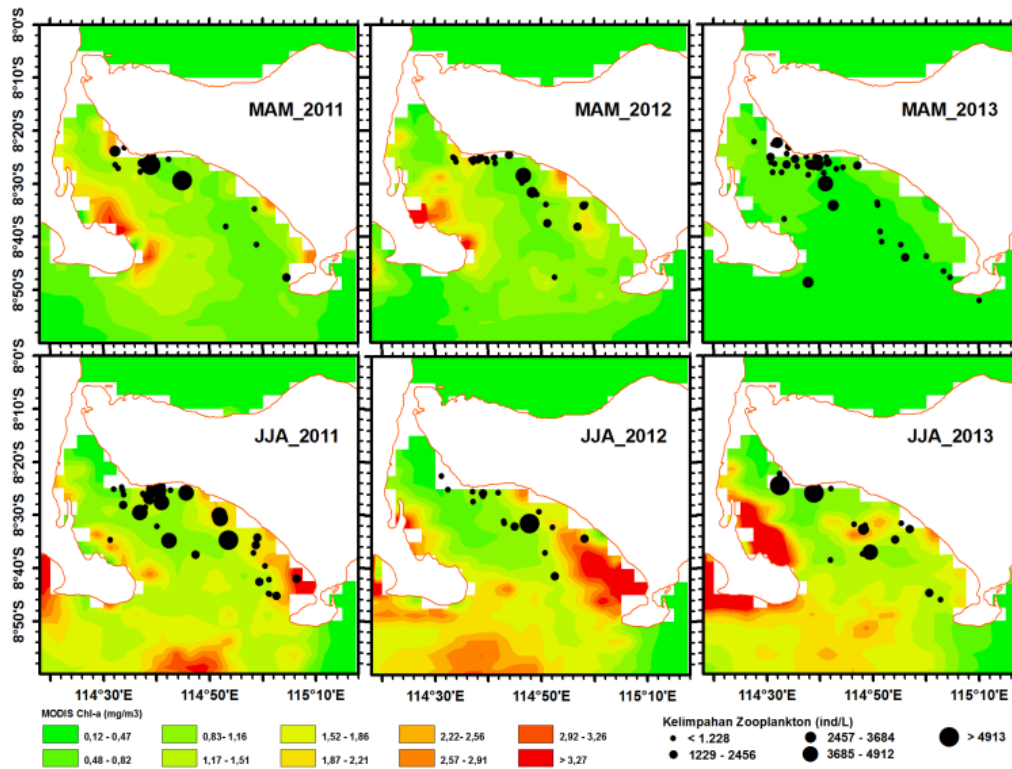 8°0'S
8°10'S
8°20'S
8°30'S
8°40'S
8°50'S
MAM_2011
MAM_2012
MAM_2013
8°0'S
8°10'S
8°20'S
8°30'S
8°40'S
8°50'S
JJA_2011
JJA_2012
JJA_2013
114°30'E 114°50'E 115°10'E 114°30'E 114°50'E 115°10'E 114°30'E 114°50'E 115°10'E
MODIS Chl-a (mg/m3)
0,12 - 0,47 0,83- 1,16 1,52 - 1,86 2,22 - 2,56 2,92 - 3,26
0,48 - 0,82 1,17 - 1,51 1,87 - 2,21 2,57 - 2,91 > 3,27
Kelimpahan Zooplankton (ind/L)
< 1.228 2457 - 3684 > 4913
1229 - 2456 3685 - 4912